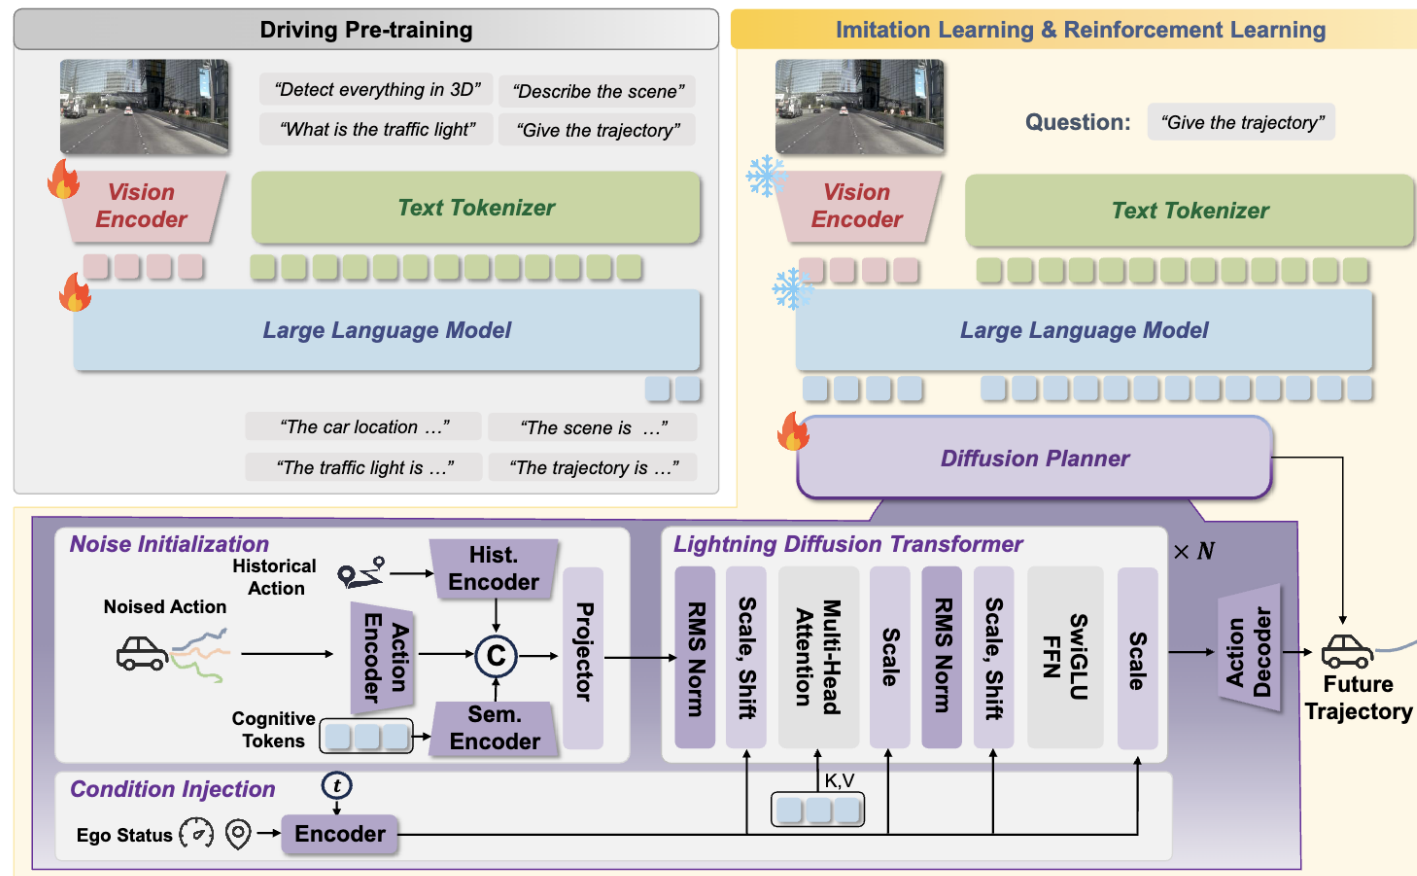 Driving Pre-training
"Detect everything in 3D"
"Describe the scene"
"What is the traffic light"
"Give the trajectory"
Vision
Encoder
Text Tokenizer
Large Language Model
"The car location …"
"The scene is …"
"The traffic light is …"
"The trajectory is …"
Imitation Learning & Reinforcement Learning
Question:
"Give the trajectory"
Vision
Encoder
Text Tokenizer
Large Language Model
Diffusion Planner
Noise Initialization
Historical
Action
Hist.
Encoder
Noised Action
Action
Encoder
C
Projector
Cognitive
Tokens
Sem.
Encoder
Lightning Diffusion Transformer
× N
RMS Norm
Scale, Shift
Multi-Head
Attention
Scale
RMS Norm
Scale, Shift
SwiGLU
FFN
Scale
K,V
Action
Decoder
Future
Trajectory
Condition Injection
t
Ego Status
Encoder